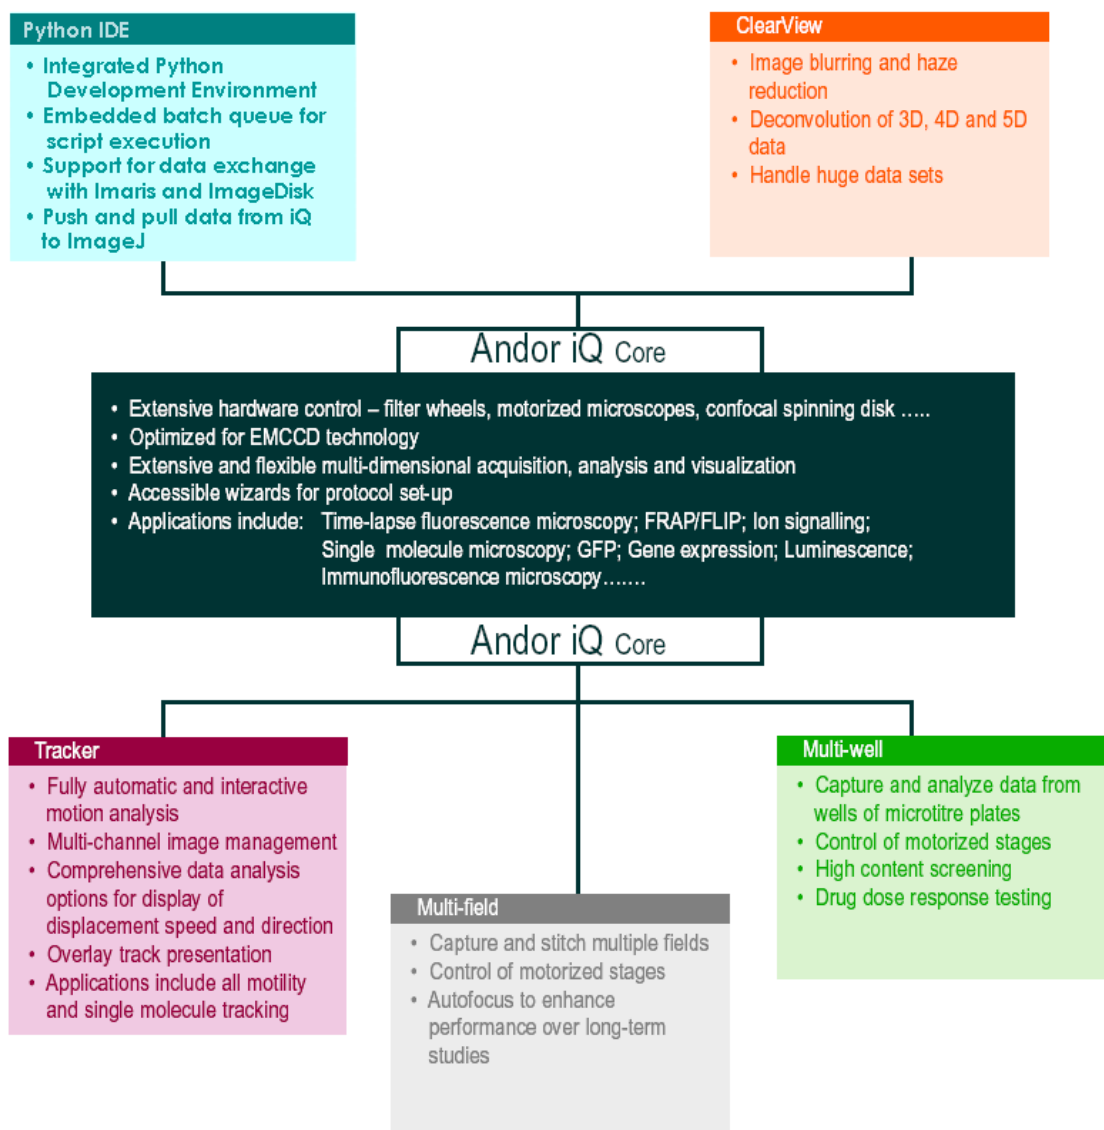 Python IDE
• Integrated Python
Development Environment
• Embedded batch queue for
script execution
• Support for data exchange
with Imaris and ImageDisk
• Push and pull data from iQ
to ImageJ
ClearView
• Image blurring and haze
reduction
• Deconvolution of 3D, 4D and 5D
data
• Handle huge data sets
Andor iQ Core
• Extensive hardware control – filter wheels, motorized microscopes, confocal spinning disk …..
• Optimized for EMCCD technology
• Extensive and flexible multi-dimensional acquisition, analysis and visualization
• Accessible wizards for protocol set-up
• Applications include: Time-lapse fluorescence microscopy; FRAP/FLIP; Ion signalling;
Single molecule microscopy; GFP; Gene expression; Luminescence;
Immunofluorescence microscopy…….
Andor iQ Core
Tracker
• Fully automatic and interactive
motion analysis
• Multi-channel image management
• Comprehensive data analysis
options for display of
displacement speed and direction
• Overlay track presentation
• Applications include all motility
and single molecule tracking
Multi-field
• Capture and stitch multiple fields
• Control of motorized stages
• Autofocus to enhance
performance over long-term
studies
Multi-well
• Capture and analyze data from
wells of microtitre plates
• Control of motorized stages
• High content screening
• Drug dose response testing